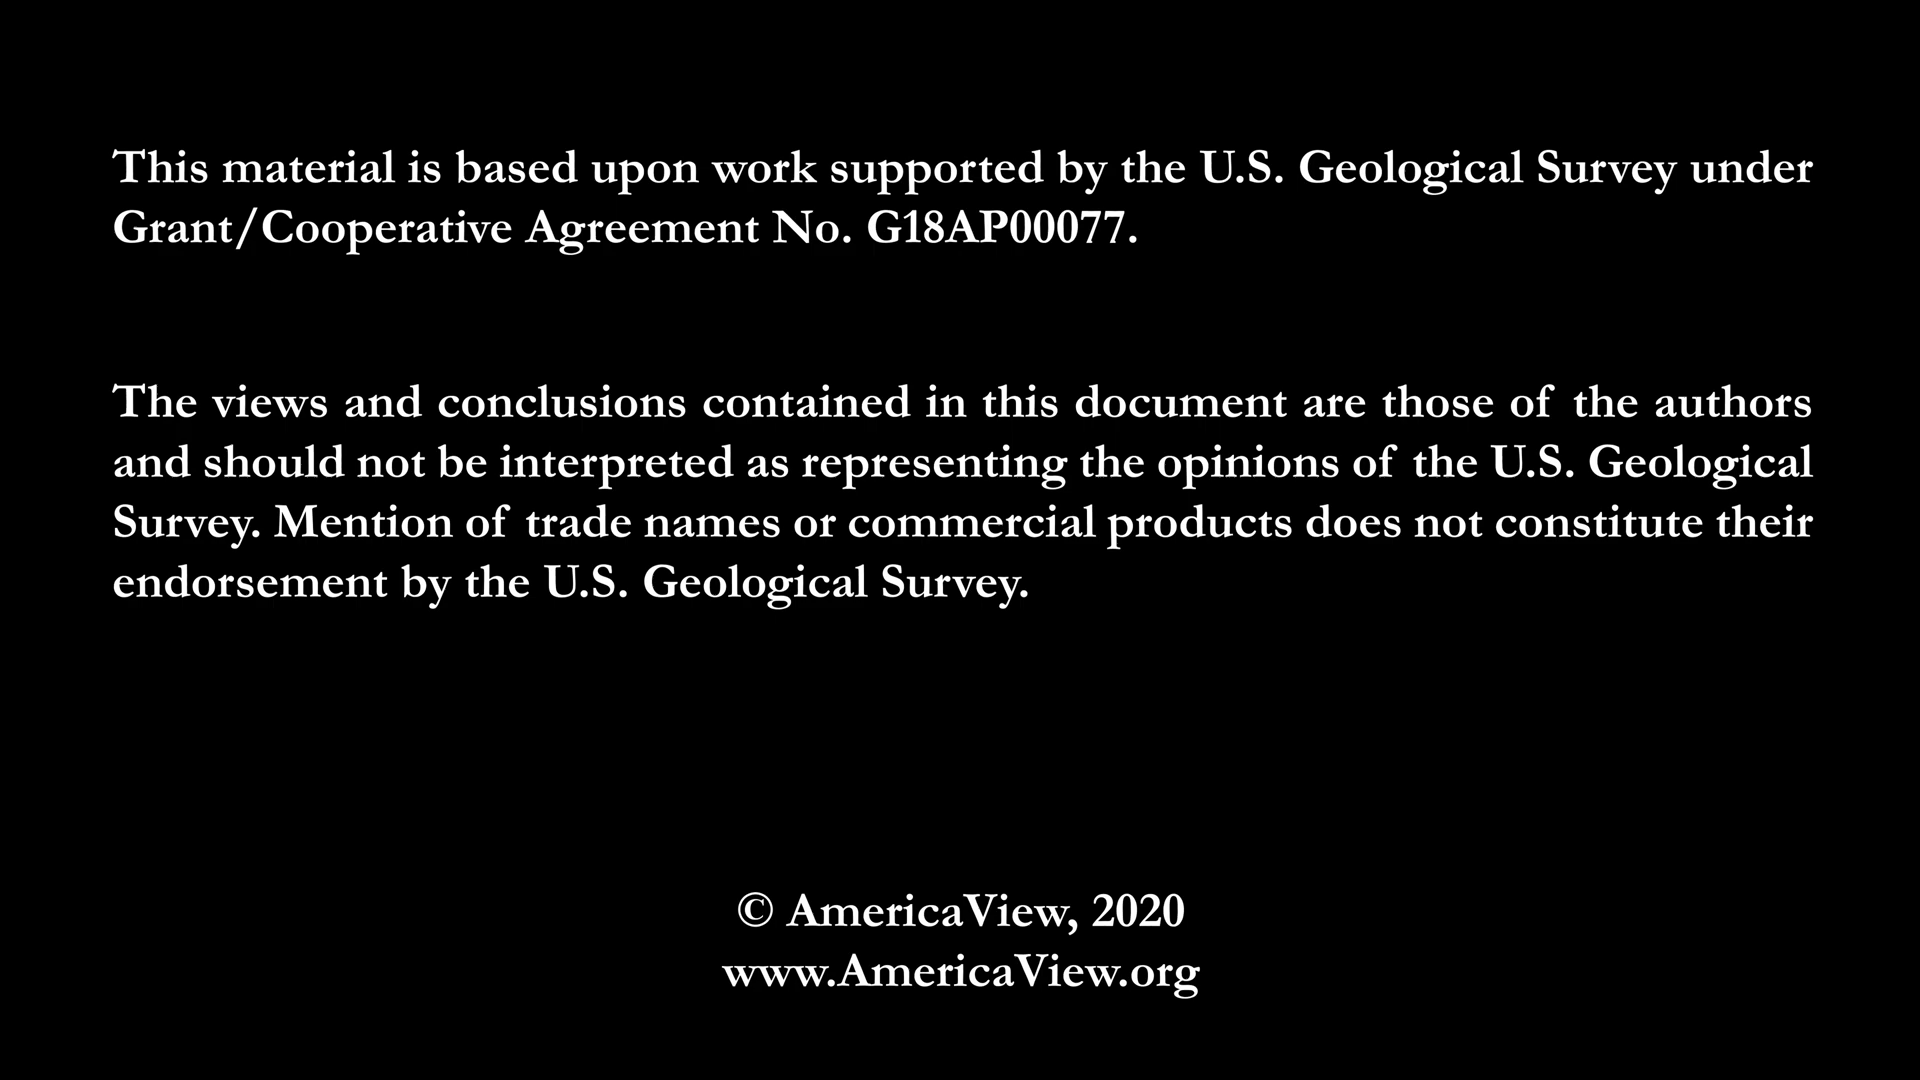 This material is based upon work supported by the U.S. Geological Survey under
Grant/Cooperative Agreement No. G18AP00077.
The views and conclusions contained in this document are those of the authors
and should not be interpreted as representing the opinions of the U.S. Geological
Survey. Mention of trade names or commercial products does not constitute their
endorsement by the U.S. Geological Survey.
© AmericaView, 2020
www.AmericaView.org